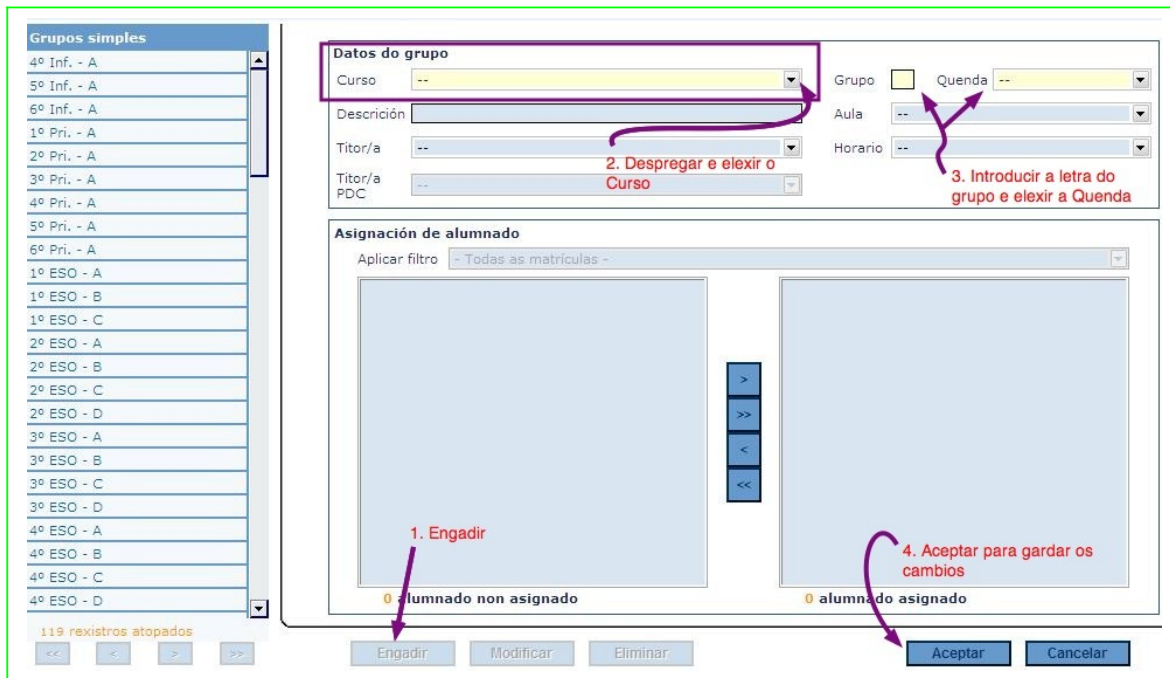 Grupos simples
4º Inf. - A
5º Inf. - A
6º Inf. - A
1º Pri. - A
2º Pri. - A
3º Pri. - A
4º Pri. - A
5º Pri. - A
6º Pri. - A
1º ESO - A
1º ESO - B
1º ESO - C
2º ESO - A
2º ESO - B
2º ESO - C
2º ESO - D
3º ESO - A
3º ESO - B
3º ESO - C
3º ESO - D
4º ESO - A
4º ESO - B
4º ESO - C
4º ESO - D
119 rexistros atopados
<< < > >>
Datos do grupo
Curso -- Grupo Quenda --
Descrición Aula --
Titor/a -- Horario --
Titor/a
PDC --
2. Despregar e elexir o
Curso
3. Introducir a letra do
grupo e elexir a Quenda
Asignación de alumnado
Aplicar filtro - Todas as matrículas -
>
>>
<
<<
1. Engadir
4. Aceptar para gardar os
cambios
0 alumnado non asignado 0 alumnado asignado
Engadir Modificar Eliminar Aceptar Cancelar